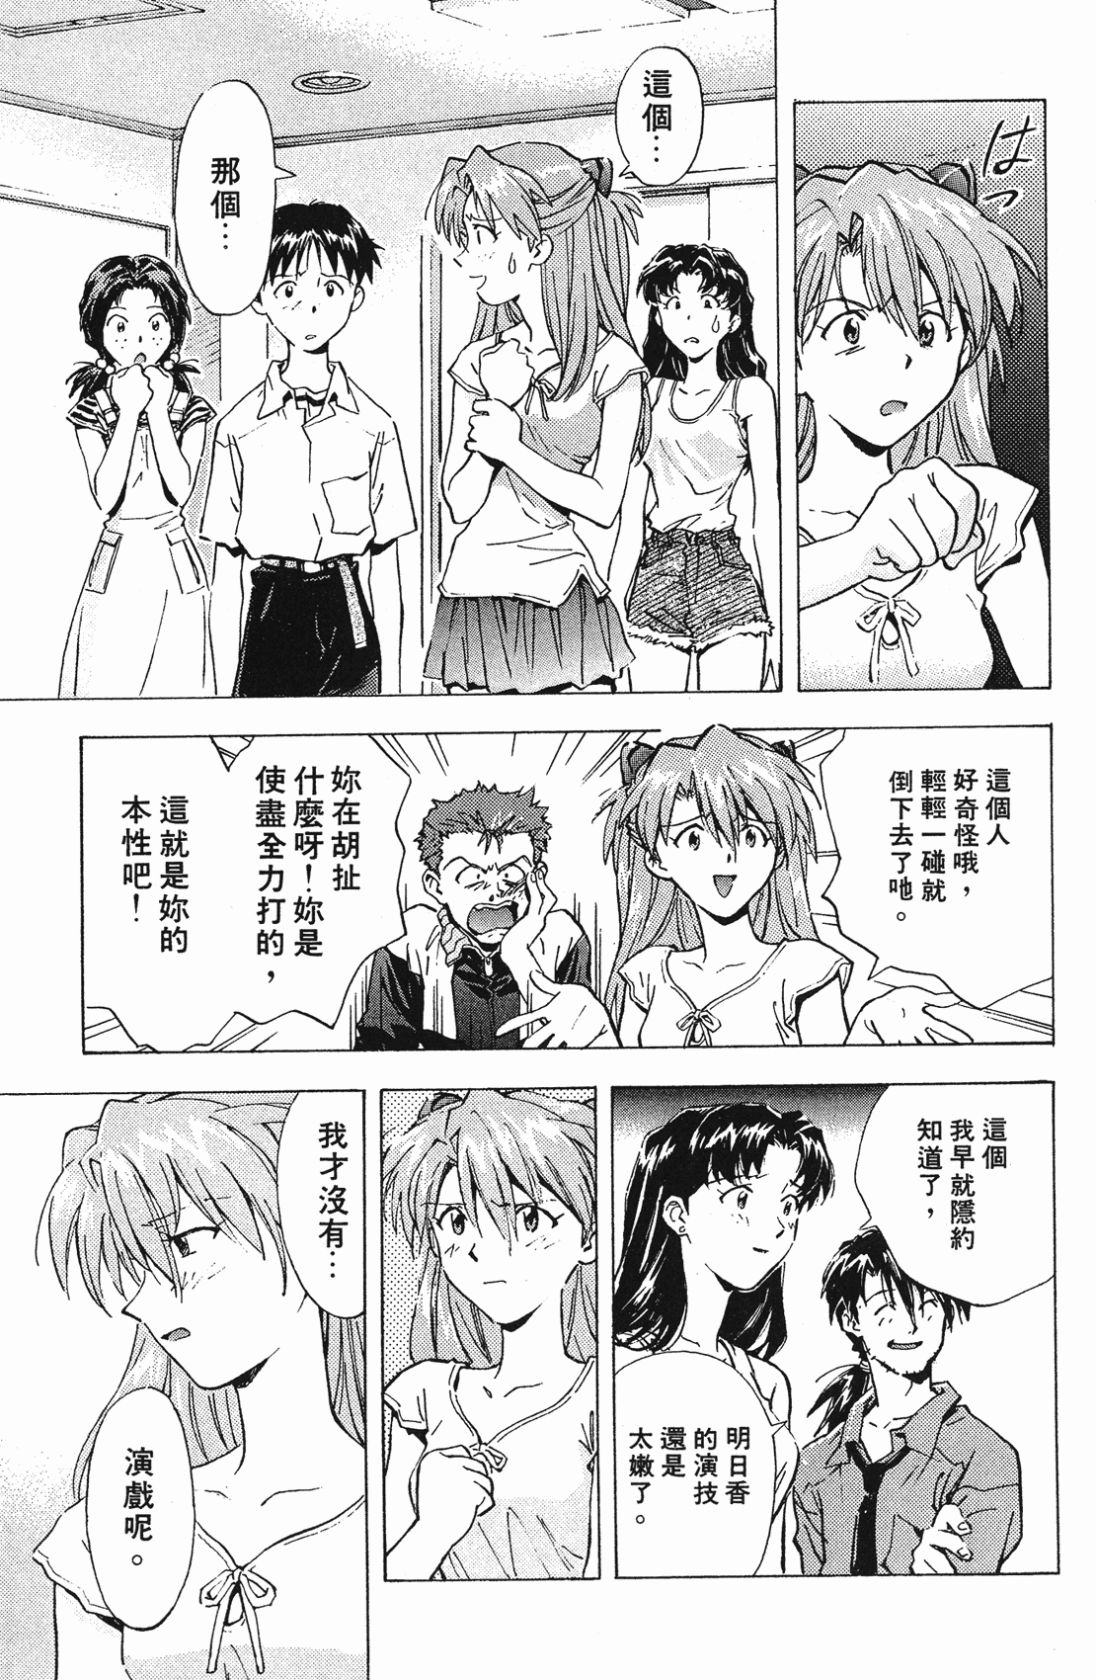 はっ
這個…
那個…
這個人
好奇怪哦，
輕輕一碰就
倒下去了吔。
妳在胡扯
什麼呀！妳是
使盡全力打的，
這就是妳的
本性吧！
這個
我早就隱約
知道了，
明日香
的演技
還是
太嫩了。
我才沒有…
演戲呢。